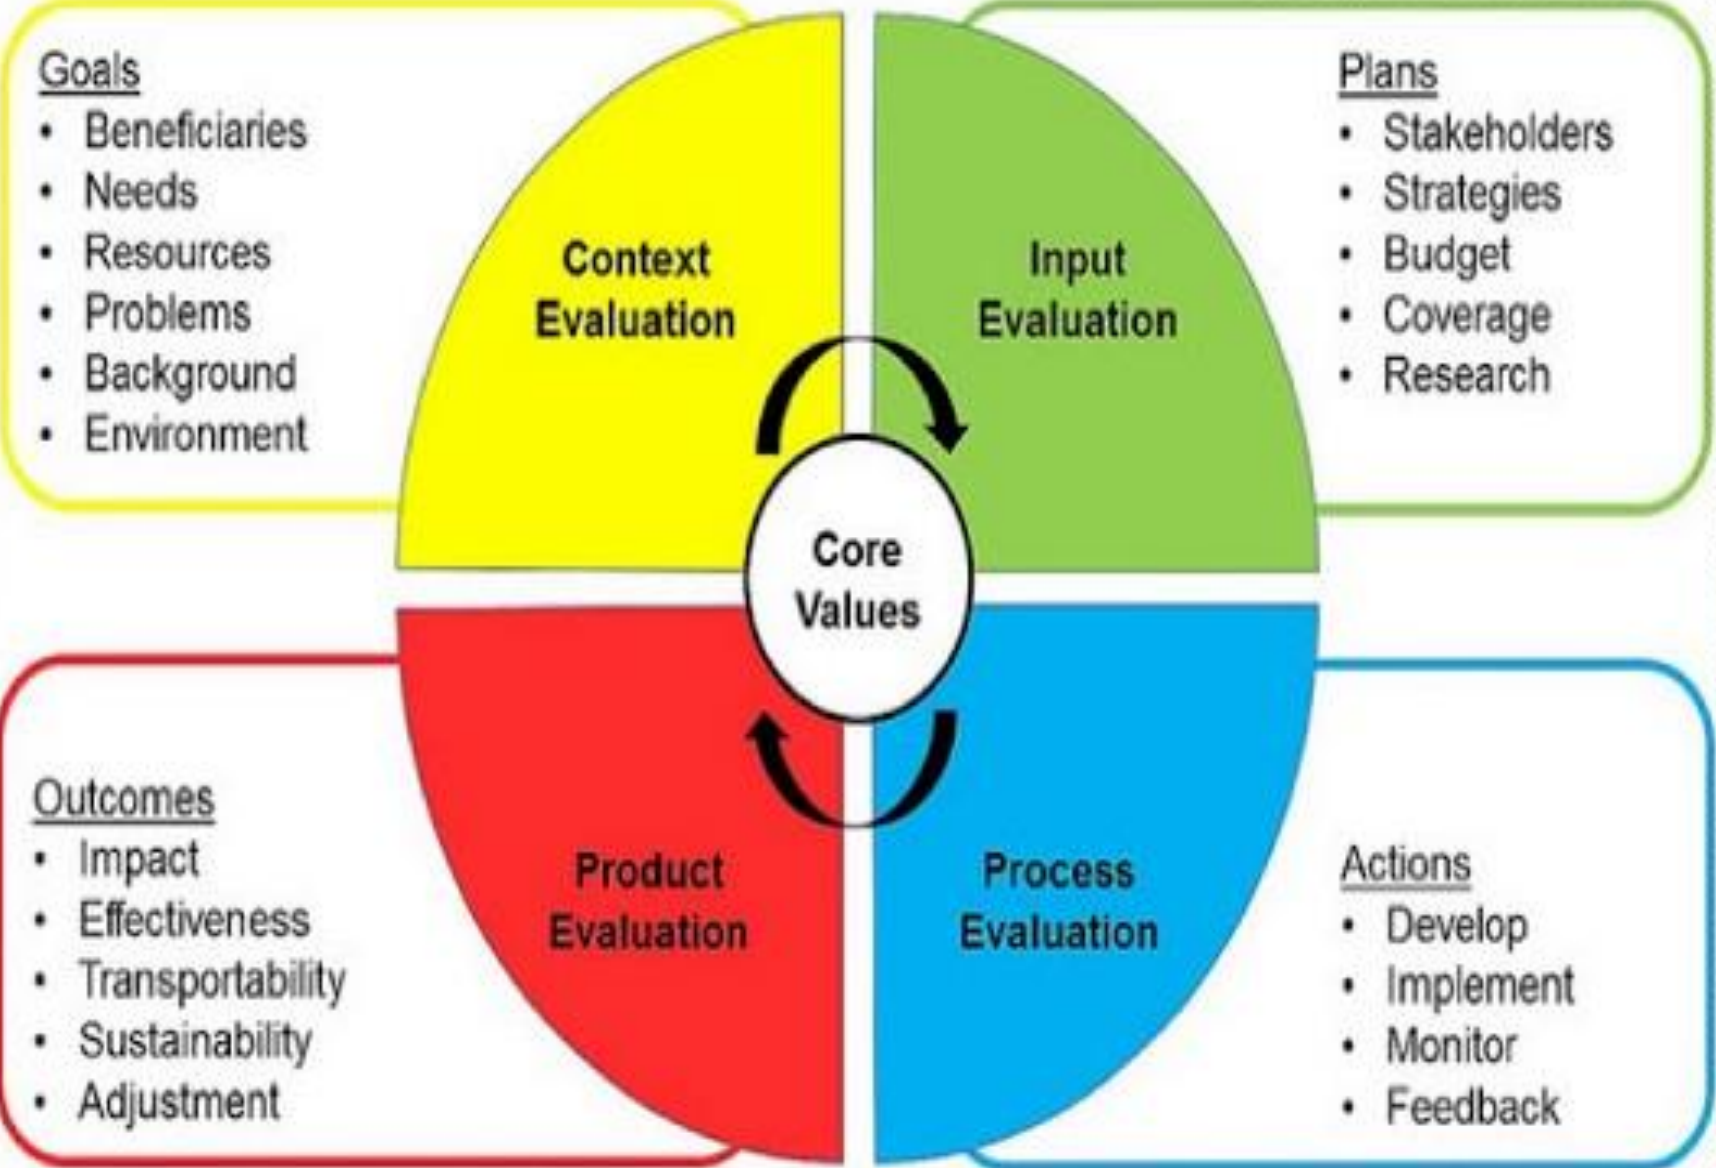 Goals
• Beneficiaries
• Needs
• Resources
• Problems
• Background
• Environment
Context
Evaluation
Input
Evaluation
Plans
• Stakeholders
• Strategies
• Budget
• Coverage
• Research
Core
Values
Outcomes
• Impact
• Effectiveness
• Transportability
• Sustainability
• Adjustment
Product
Evaluation
Process
Evaluation
Actions
• Develop
• Implement
• Monitor
• Feedback